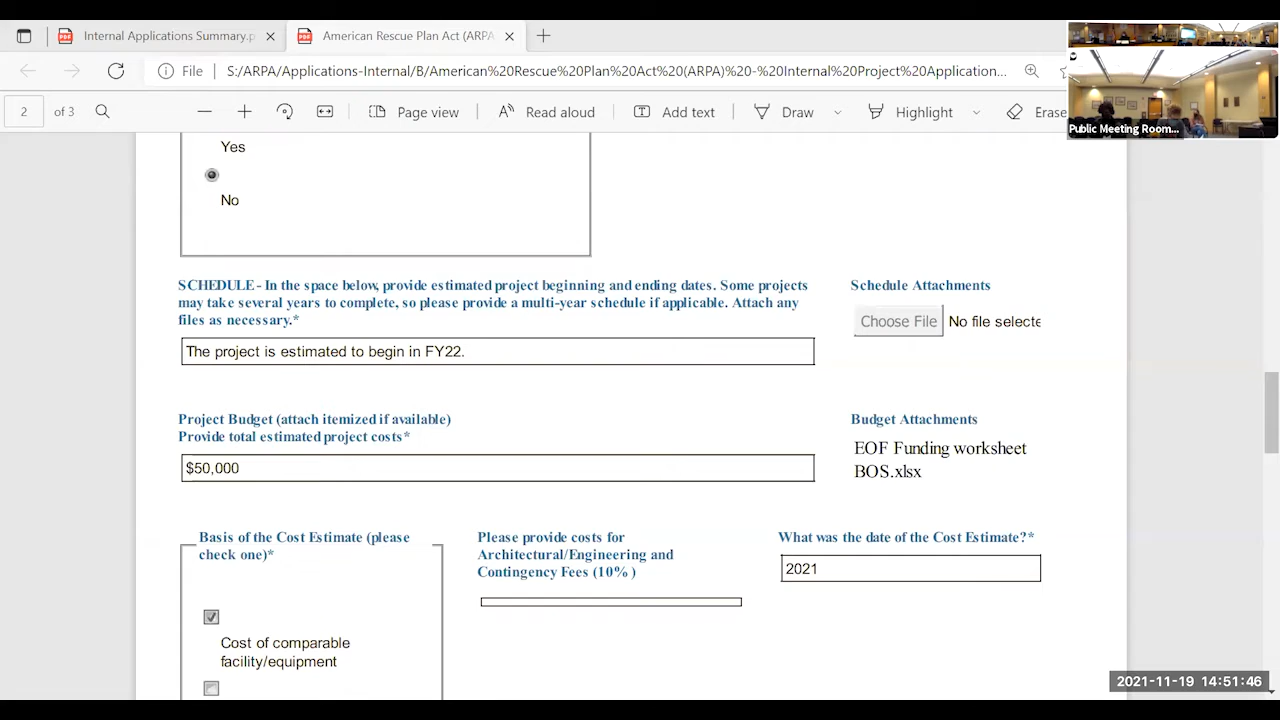 Internal Applications Summary.p
American Rescue Plan Act (ARPA
File
S:/ARPA/Applications-Internal/B/American%20Rescue%20Plan%20Act%20(ARPA)%20-%20Internal%20Project%20Application...
2
of 3
Page view
Read aloud
Add text
Draw
Highlight
Erase
Public Meeting Room...
Yes
No
SCHEDULE - In the space below, provide estimated project beginning and ending dates. Some projects
may take several years to complete, so please provide a multi-year schedule if applicable. Attach any
files as necessary.*
The project is estimated to begin in FY22.
Schedule Attachments
Choose File
No file selecte
Project Budget (attach itemized if available)
Provide total estimated project costs*
$50,000
Budget Attachments
EOF Funding worksheet
BOS.xlsx
Basis of the Cost Estimate (please
check one)*
Cost of comparable
facility/equipment
Please provide costs for
Architectural/Engineering and
Contingency Fees (10% )
What was the date of the Cost Estimate?*
2021
2021-11-19 14:51:46